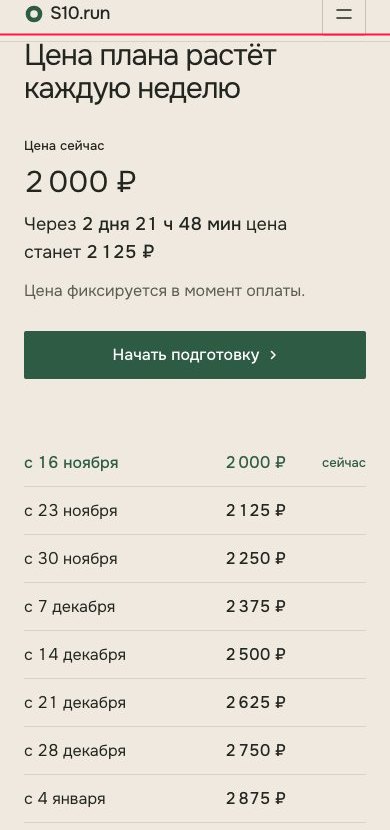 S10.run
Цена плана растёт
каждую неделю
Цена сейчас
2 000 ₽
Через 2 дня 21 ч 48 мин цена
станет 2 125 ₽
Цена фиксируется в момент оплаты.
Начать подготовку ›
с 16 ноября 2 000 ₽ сейчас
с 23 ноября 2 125 ₽
с 30 ноября 2 250 ₽
с 7 декабря 2 375 ₽
с 14 декабря 2 500 ₽
с 21 декабря 2 625 ₽
с 28 декабря 2 750 ₽
с 4 января 2 875 ₽